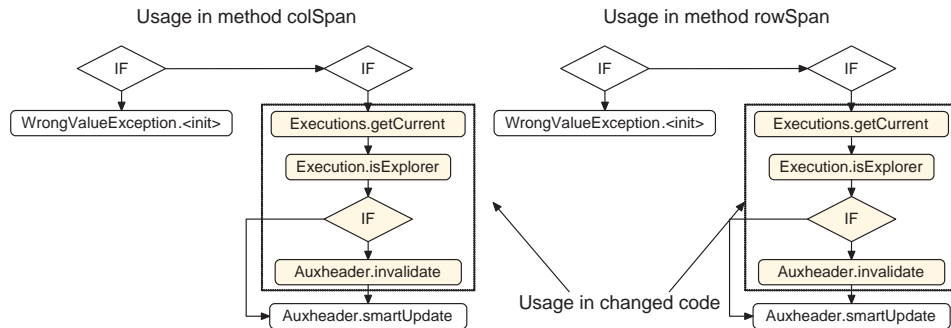 Usage in method colSpan
Usage in method rowSpan
IF
IF
IF
IF
WrongValueException.<init>
Executions.getCurrent
WrongValueException.<init>
Executions.getCurrent
Execution.isExplorer
Execution.isExplorer
IF
IF
Auxheader.invalidate
Auxheader.invalidate
Usage in changed code
Auxheader.smartUpdate
Auxheader.smartUpdate